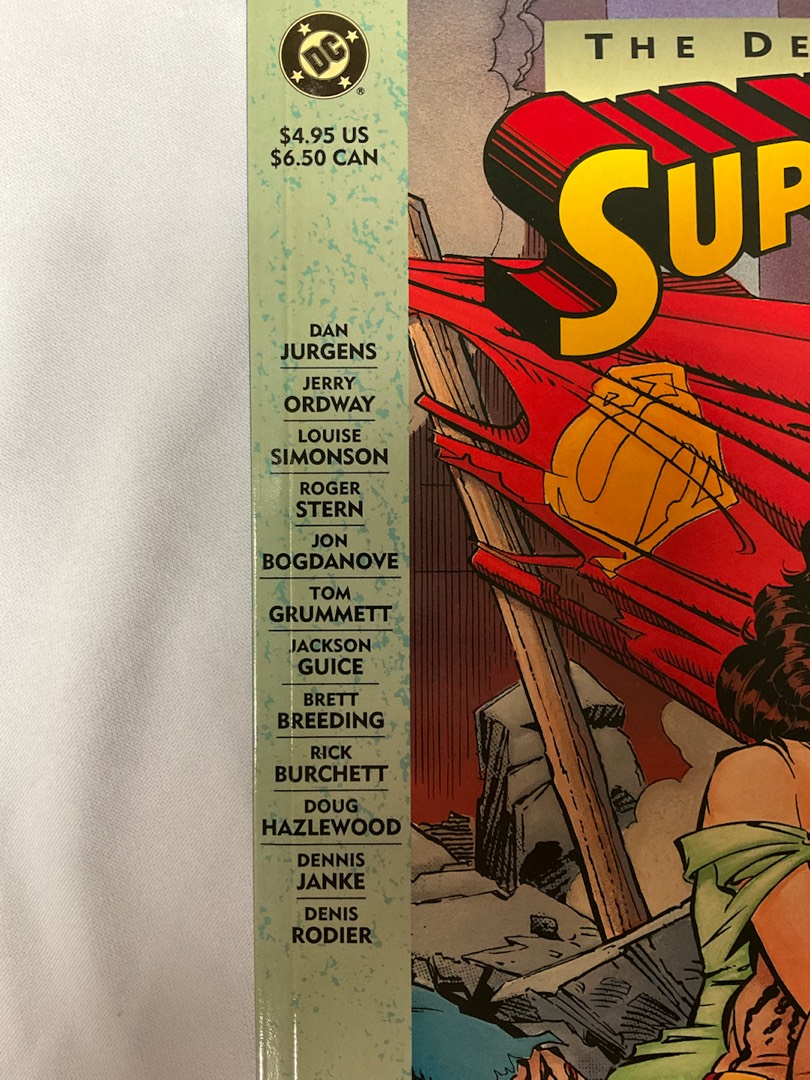 DC
®
$4.95 US
$6.50 CAN
DAN
JURGENS
JERRY
ORDWAY
LOUISE
SIMONSON
ROGER
STERN
JON
BOGDANOVE
TOM
GRUMMETT
JACKSON
GUICE
BRETT
BREEDING
RICK
BURCHETT
DOUG
HAZLEWOOD
DENNIS
JANKE
DENIS
RODIER
THE DE
SUP